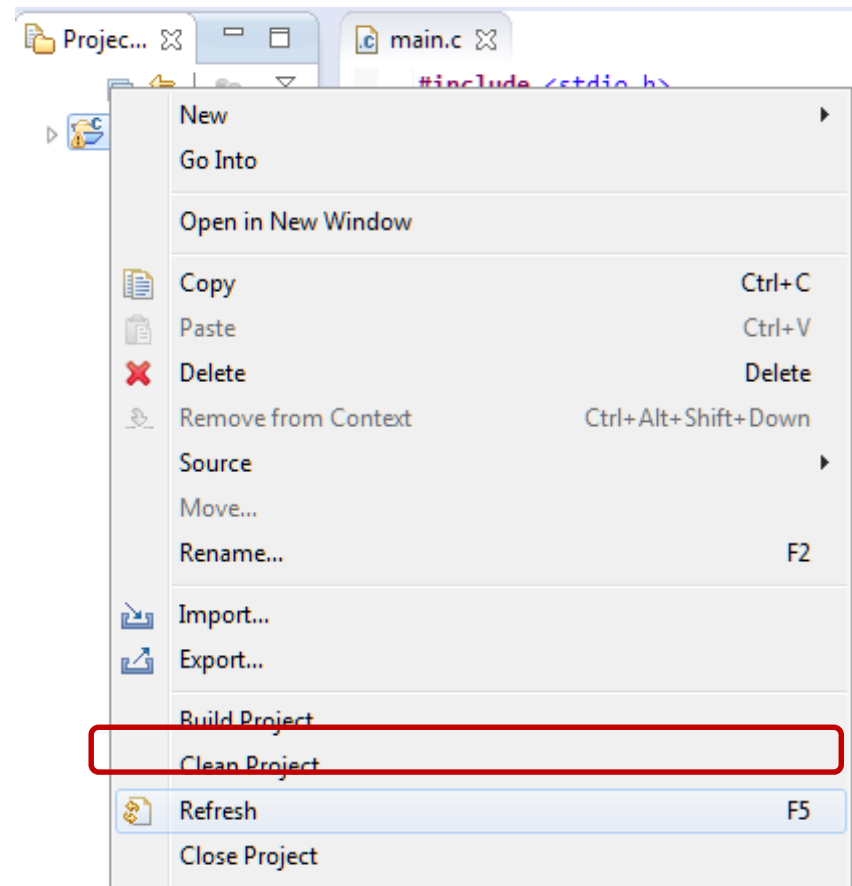 Projec...
main.c
#include <stdio.h>
New
Go Into
Open in New Window
Copy Ctrl+C
Paste Ctrl+V
Delete Delete
Remove from Context Ctrl+Alt+Shift+Down
Source
Move...
Rename... F2
Import...
Export...
Build Project
Clean Project
Refresh F5
Close Project